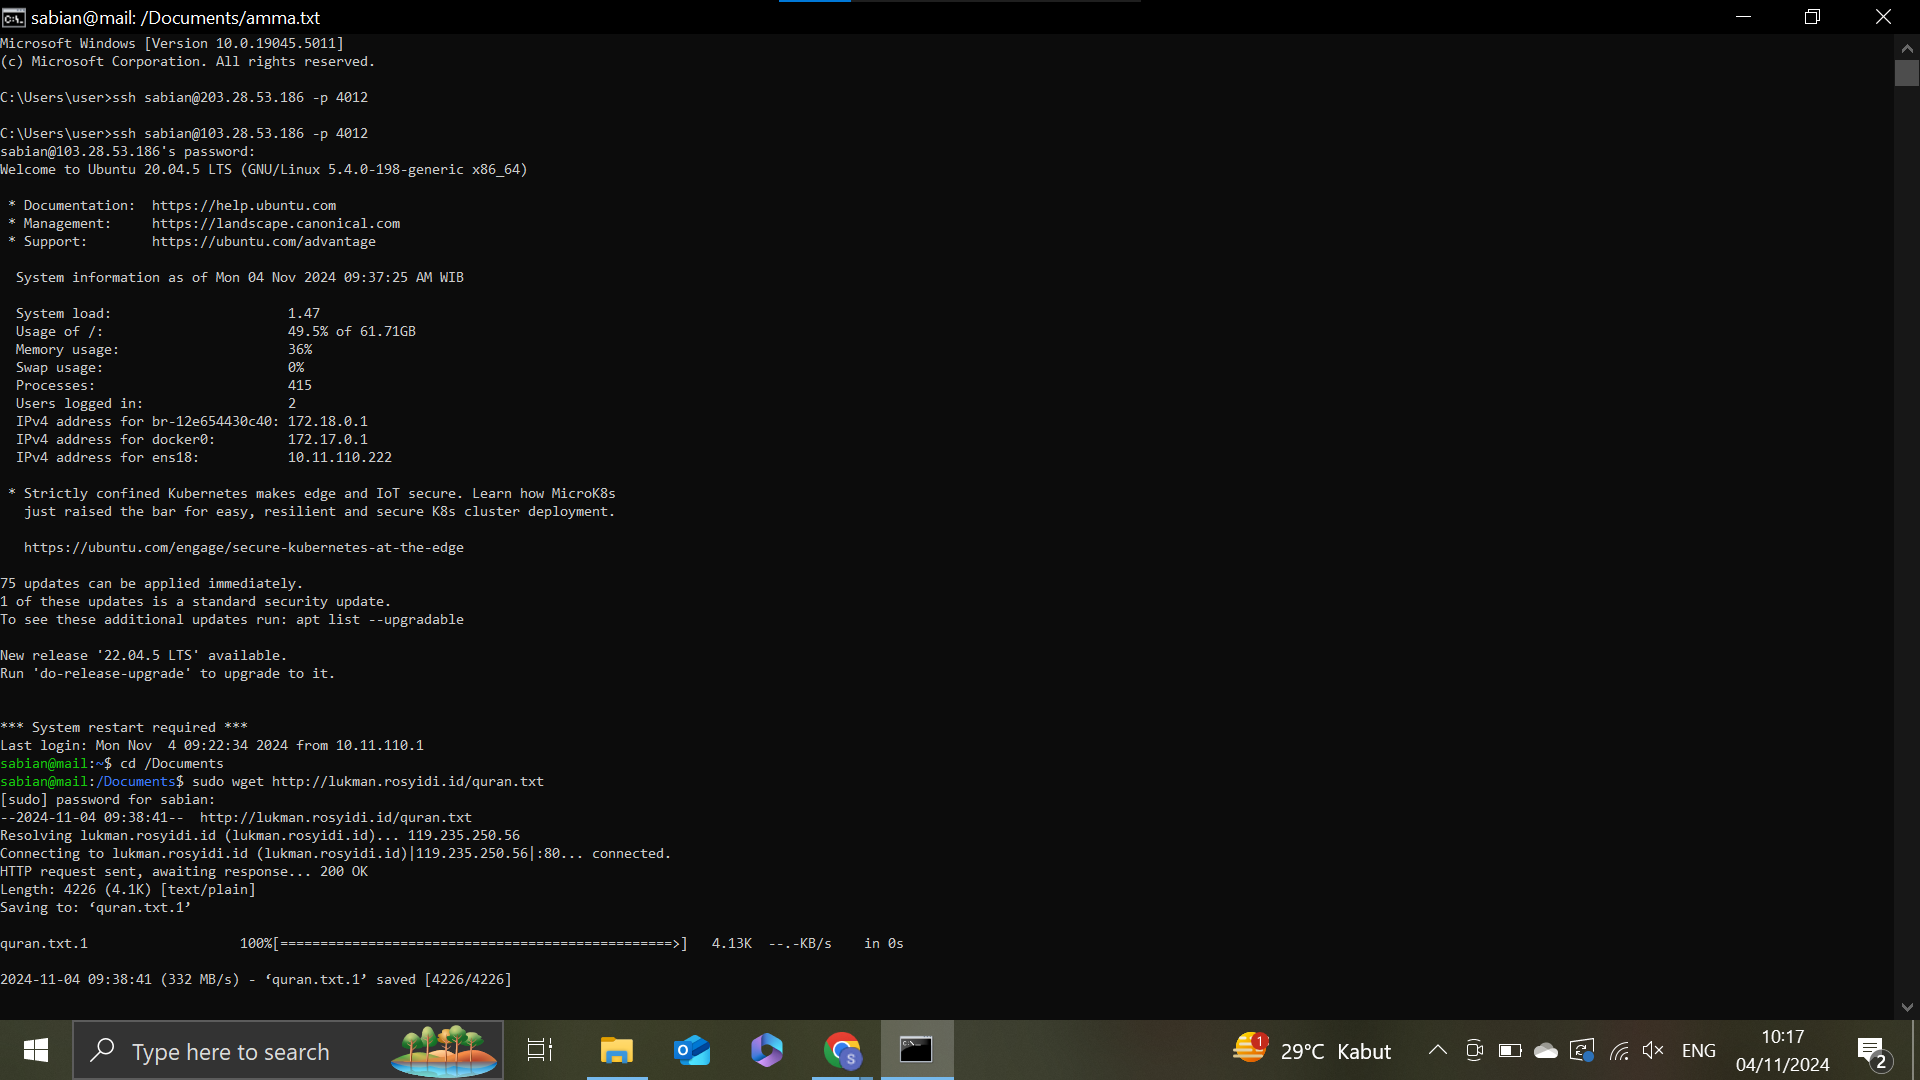 sabian@mail: /Documents/amma.txt
Microsoft Windows [Version 10.0.19045.5011]
(c) Microsoft Corporation. All rights reserved.
C:\Users\user>ssh sabian@203.28.53.186 -p 4012
C:\Users\user>ssh sabian@103.28.53.186 -p 4012
sabian@103.28.53.186's password:
Welcome to Ubuntu 20.04.5 LTS (GNU/Linux 5.4.0-198-generic x86_64)
* Documentation:  https://help.ubuntu.com
* Management:     https://landscape.canonical.com
* Support:        https://ubuntu.com/advantage
System information as of Mon 04 Nov 2024 09:37:25 AM WIB
System load:                      1.47
Usage of /:                       49.5% of 61.71GB
Memory usage:                     36%
Swap usage:                       0%
Processes:                        415
Users logged in:                  2
IPv4 address for br-12e654430c40: 172.18.0.1
IPv4 address for docker0:         172.17.0.1
IPv4 address for ens18:           10.11.110.222
* Strictly confined Kubernetes makes edge and IoT secure. Learn how MicroK8s
just raised the bar for easy, resilient and secure K8s cluster deployment.
https://ubuntu.com/engage/secure-kubernetes-at-the-edge
75 updates can be applied immediately.
1 of these updates is a standard security update.
To see these additional updates run: apt list --upgradable
New release '22.04.5 LTS' available.
Run 'do-release-upgrade' to upgrade to it.
*** System restart required ***
Last login: Mon Nov  4 09:22:34 2024 from 10.11.110.1
sabian@mail:~$ cd /Documents
sabian@mail:/Documents$ sudo wget http://lukman.rosyidi.id/quran.txt
[sudo] password for sabian:
--2024-11-04 09:38:41--  http://lukman.rosyidi.id/quran.txt
Resolving lukman.rosyidi.id (lukman.rosyidi.id)... 119.235.250.56
Connecting to lukman.rosyidi.id (lukman.rosyidi.id)|119.235.250.56|:80... connected.
HTTP request sent, awaiting response... 200 OK
Length: 4226 (4.1K) [text/plain]
Saving to: ‘quran.txt.1’
quran.txt.1                   100%[=================================================>]   4.13K  --.-KB/s    in 0s
2024-11-04 09:38:41 (332 MB/s) - ‘quran.txt.1’ saved [4226/4226]
Type here to search
1
29°C Kabut
ENG
10:17
04/11/2024
2